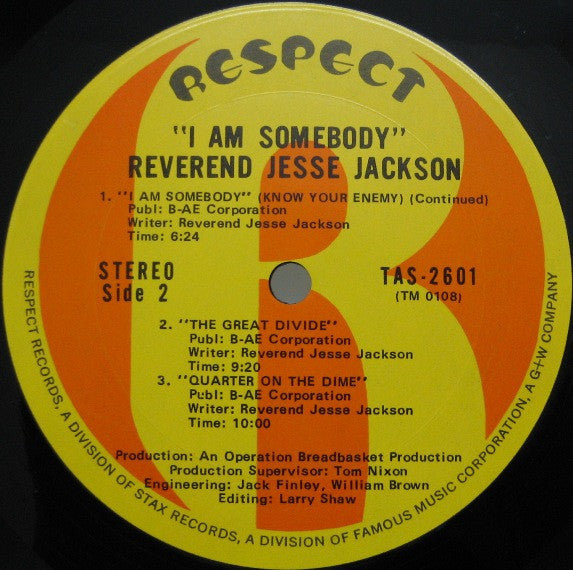 RESPECT
"I AM SOMEBODY"
REVEREND JESSE JACKSON
1. "I AM SOMEBODY" (KNOW YOUR ENEMY) (Continued)
Publ: B-AE Corporation
Writer: Reverend Jesse Jackson
Time: 6:24
STEREO
Side 2
TAS-2601
(TM 0108)
2. "THE GREAT DIVIDE"
Publ: B-AE Corporation
Writer: Reverend Jesse Jackson
Time: 9:20
3. "QUARTER ON THE DIME"
Publ: B-AE Corporation
Writer: Reverend Jesse Jackson
Time: 10:00
Production: An Operation Breadbasket Production
Production Supervisor: Tom Nixon
Engineering: Jack Finley, William Brown
Editing: Larry Shaw
RESPECT RECORDS, A DIVISION OF STAX RECORDS, A DIVISION OF FAMOUS MUSIC CORPORATION, A G+W COMPANY